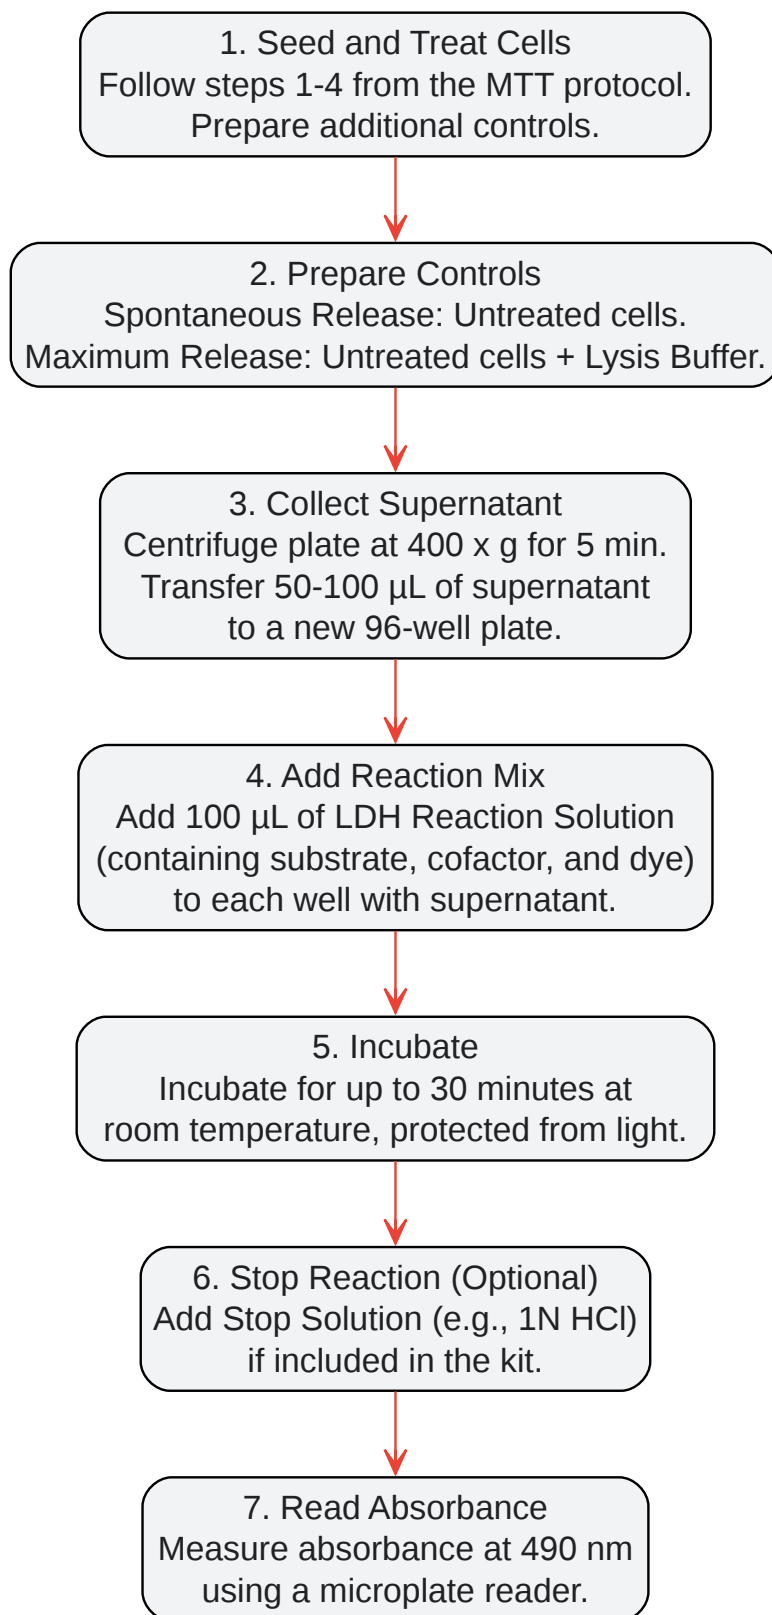 1. Seed and Treat Cells
Follow steps 1-4 from the MTT protocol.
Prepare additional controls.
2. Prepare Controls
Spontaneous Release: Untreated cells.
Maximum Release: Untreated cells + Lysis Buffer.
3. Collect Supernatant
Centrifuge plate at 400 x g for 5 min.
Transfer 50-100 µL of supernatant
to a new 96-well plate.
4. Add Reaction Mix
Add 100 µL of LDH Reaction Solution
(containing substrate, cofactor, and dye)
to each well with supernatant.
5. Incubate
Incubate for up to 30 minutes at
room temperature, protected from light.
6. Stop Reaction (Optional)
Add Stop Solution (e.g., 1N HCl)
if included in the kit.
7. Read Absorbance
Measure absorbance at 490 nm
using a microplate reader.